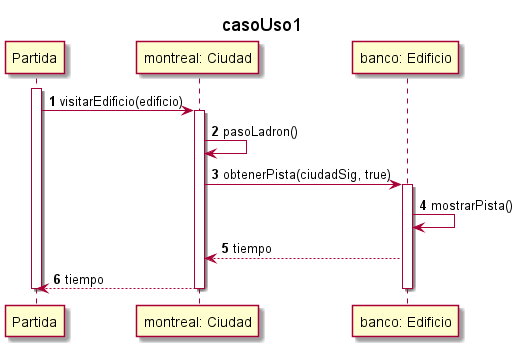 casoUso1
Partida
montreal: Ciudad
banco: Edificio
1 visitarEdificio(edificio)
2 pasoLadron()
3 obtenerPista(ciudadSig, true)
4 mostrarPista()
5 tiempo
6 tiempo
Partida
montreal: Ciudad
banco: Edificio